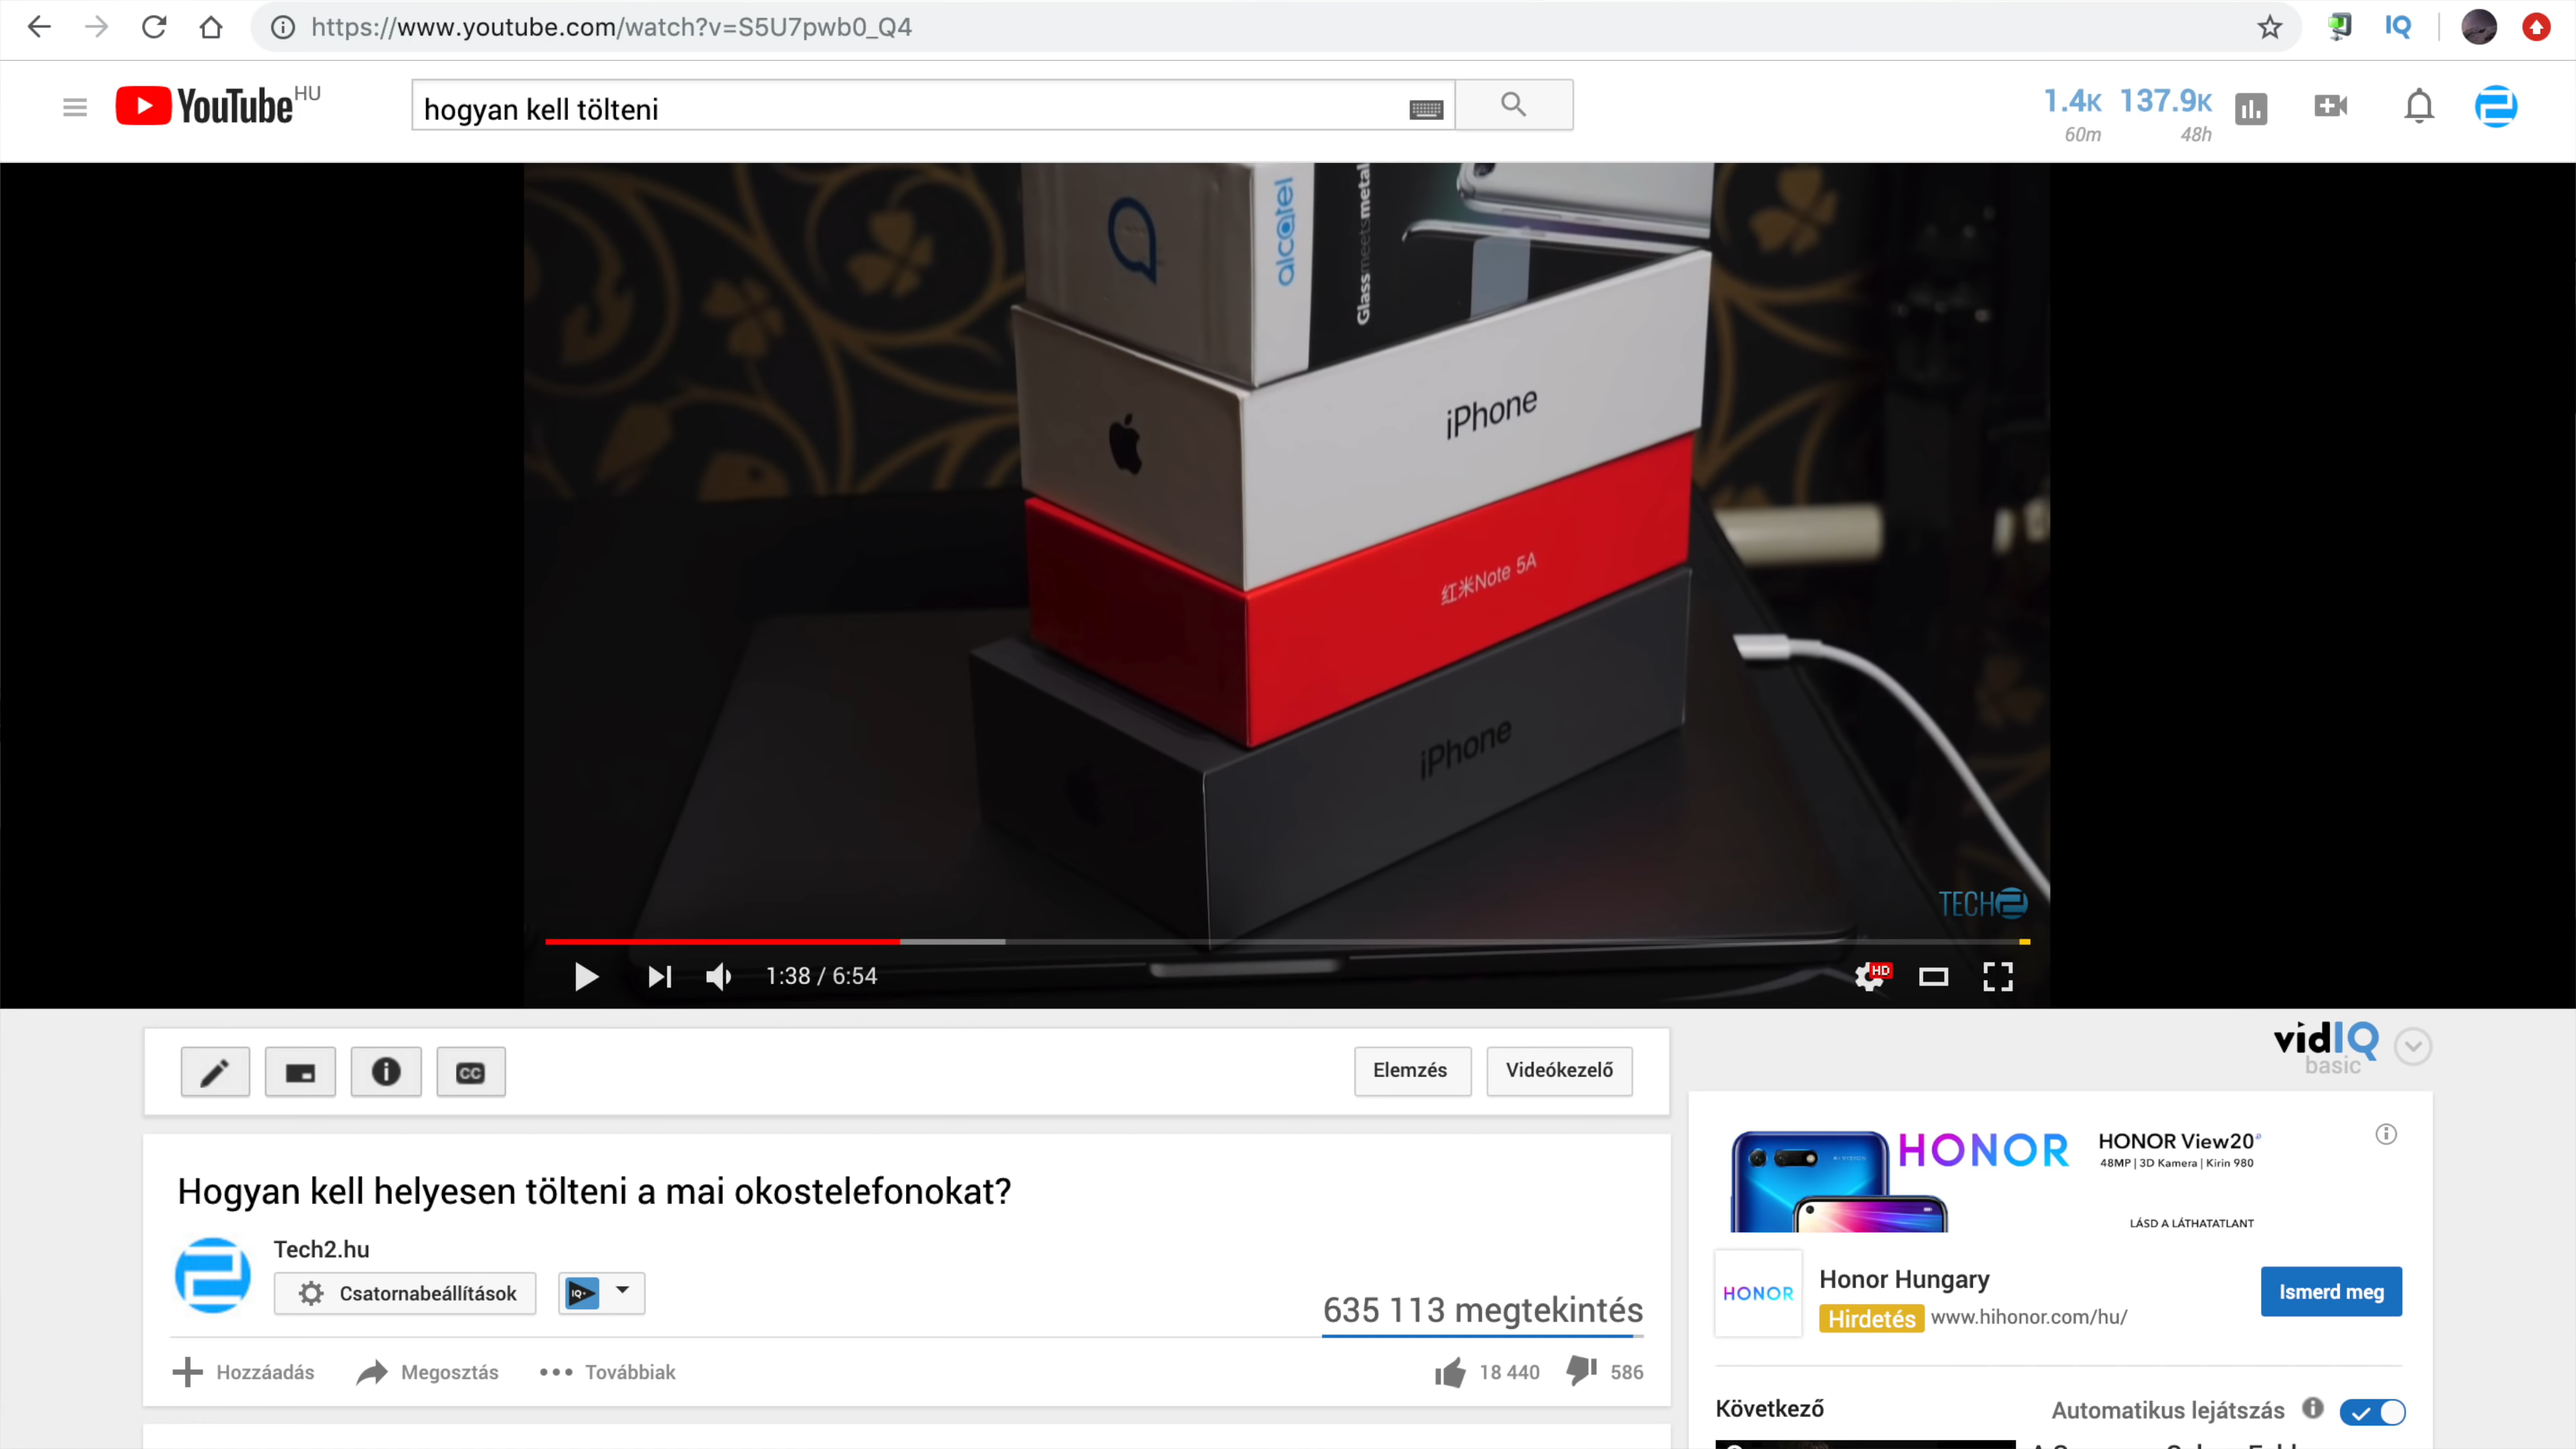 https://www.youtube.com/watch?v=S5U7pwb0_Q4
IQ
YouTube HU
hogyan kell tölteni
1.4K 137.9K
60m 48h
alcatel
Glassmeetsmetal
iPhone
红米Note 5A
iPhone
TECH2
1:38 / 6:54
HD
CC
Elemzés
Videókezelő
vidIQ
basic
HONOR
HONOR View20
48MP | 3D Kamera | Kirin 980
LÁSD A LÁTHATATLANT
Hogyan kell helyesen tölteni a mai okostelefonokat?
Tech2.hu
Csatornabeállítások
IQ
635 113 megtekintés
HONOR
Honor Hungary
Hirdetés www.hihonor.com/hu/
Ismerd meg
Hozzáadás
Megosztás
Továbbiak
18 440
586
Következő
Automatikus lejátszás